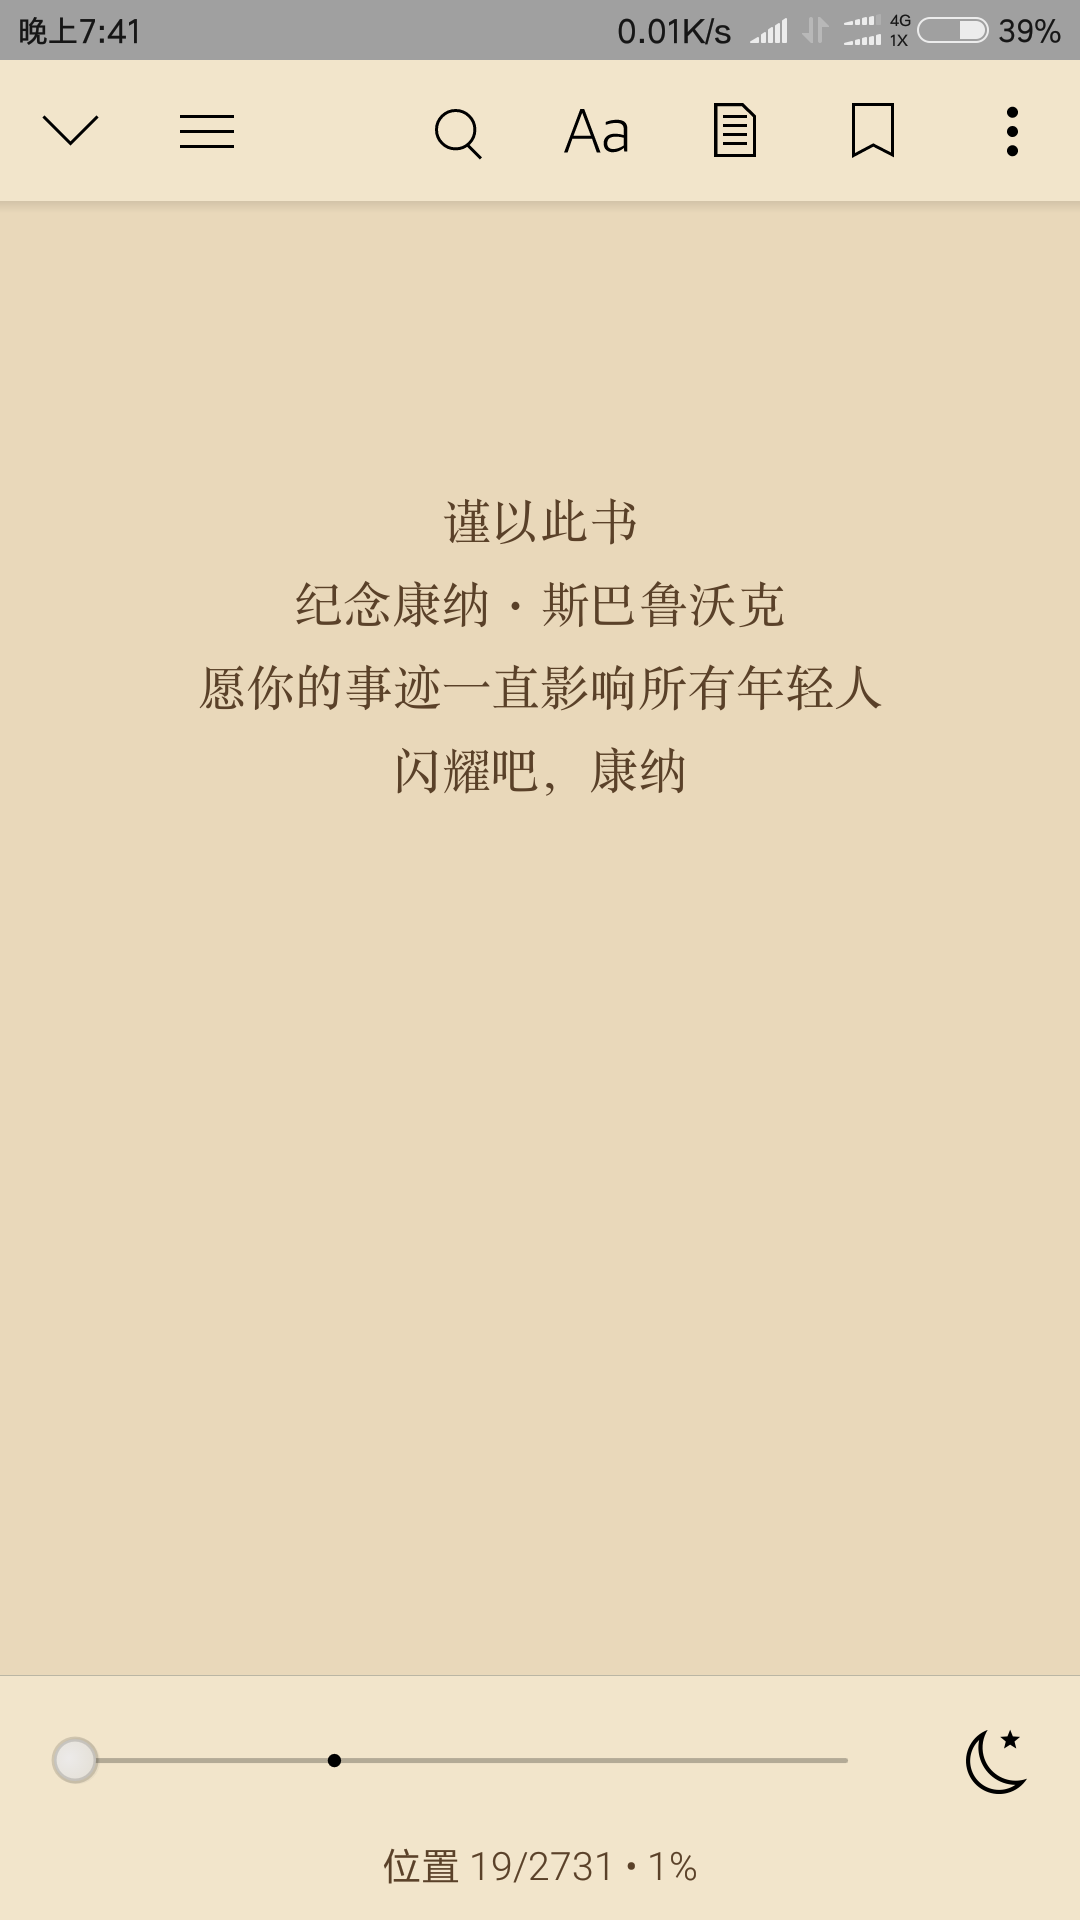 晚上7:41
0.01K/s
4G
1X
39%
Aa
谨以此书
纪念康纳·斯巴鲁沃克
愿你的事迹一直影响所有年轻人
闪耀吧，康纳
位置 19/2731 • 1%